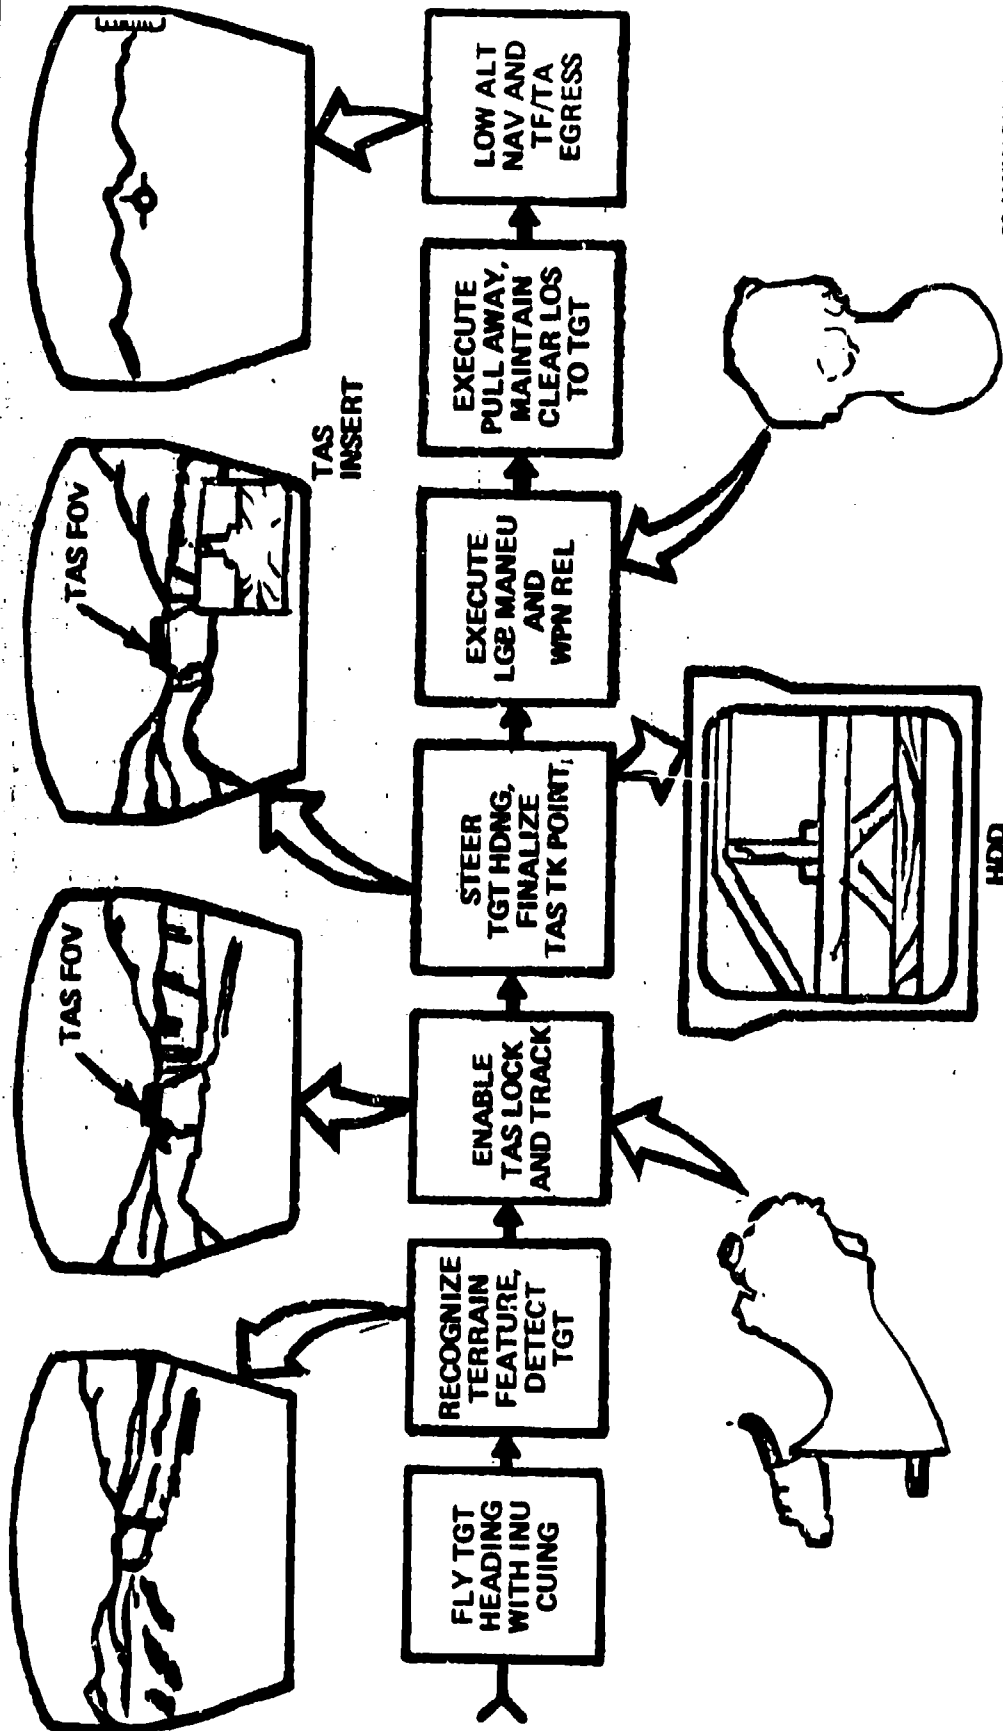 TAS FOV
TAS FOV
TAS
INSERT
FLY TGT
HEADING
WITH INU
CUING
RECOGNIZE
TERRAIN
FEATURE,
DETECT
TGT
ENABLE
TAS LOCK
AND TRACK
STEER
TGT HDNG,
FINALIZE
TAS TK POINT,
EXECUTE
LGB MANEU
AND
WPN REL
EXECUTE
PULL AWAY,
MAINTAIN
CLEAR LOS
TO TGT
LOW ALT
NAV AND
TF/TA
EGRESS
HDD